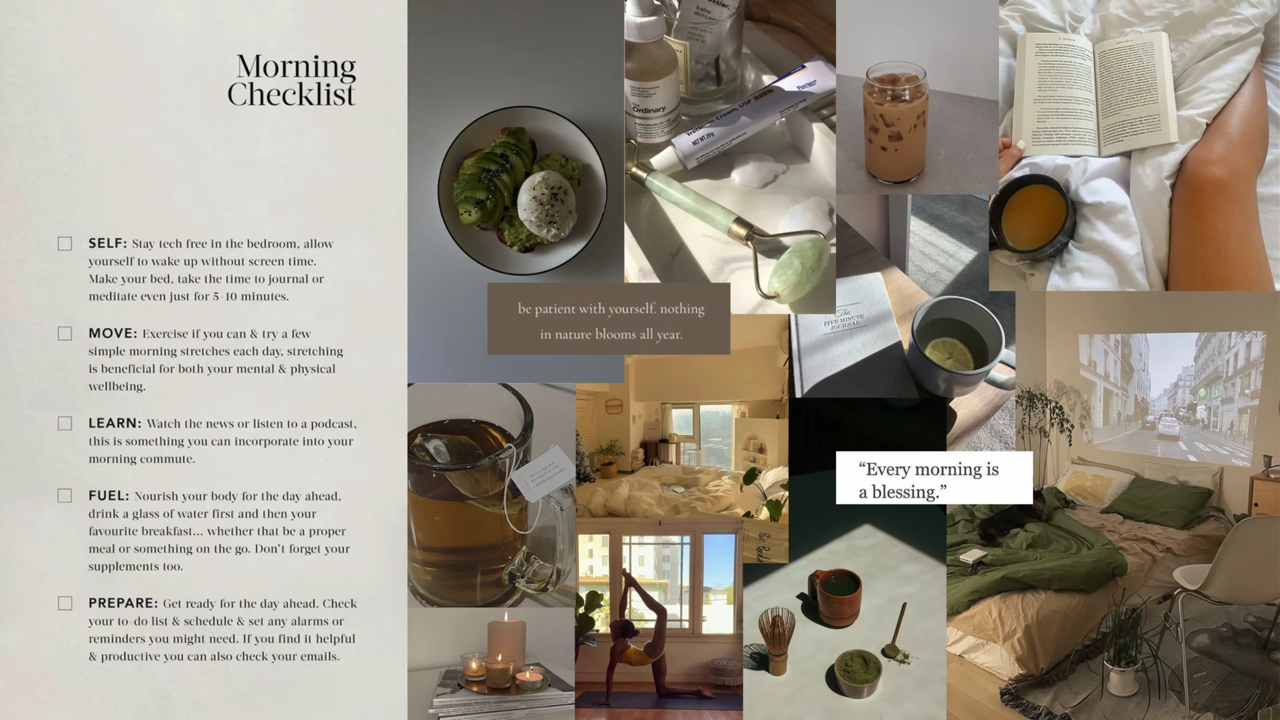 Morning
Checklist
SELF: Stay tech free in the bedroom, allow
yourself to wake up without screen time.
Make your bed, take the time to journal or
meditate even just for 5-10 minutes.
MOVE: Exercise if you can & try a few
simple morning stretches each day, stretching
is beneficial for both your mental & physical
wellbeing.
LEARN: Watch the news or listen to a podcast,
this is something you can incorporate into your
morning commute.
FUEL: Nourish your body for the day ahead,
drink a glass of water first and then your
favourite breakfast... whether that be a proper
meal or something on the go. Don't forget your
supplements too.
PREPARE: Get ready for the day ahead. Check
your to-do list & schedule & set any alarms or
reminders you might need. If you find it helpful
& productive you can also check your emails.
be patient with yourself. nothing
in nature blooms all year.
The
Ordinary.
Cream, USP
NET WT. 20g
The
FIVE MINUTE
JOURNAL
“Every morning is
a blessing.”